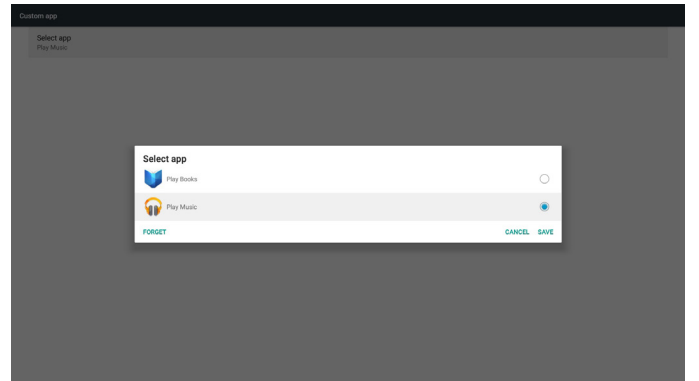 Custom app
Select app
Play Music
Select app
Play Books
Play Music
FORGET CANCEL SAVE